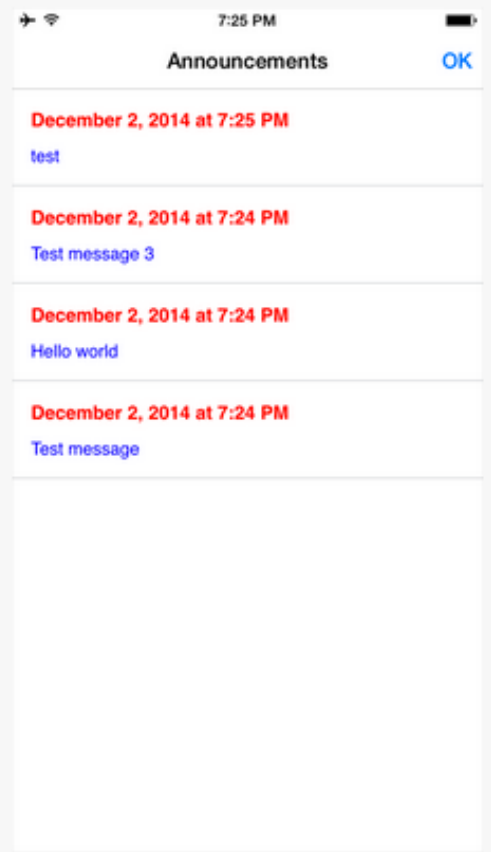 7:25 PM
Announcements OK
December 2, 2014 at 7:25 PM
test
December 2, 2014 at 7:24 PM
Test message 3
December 2, 2014 at 7:24 PM
Hello world
December 2, 2014 at 7:24 PM
Test message